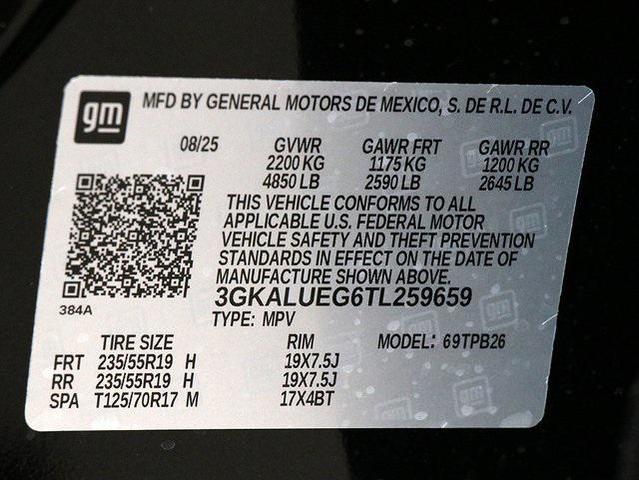 gm
MFD BY GENERAL MOTORS DE MEXICO, S. DE R.L. DE C.V.
08/25 GVWR GAWR FRT GAWR RR
2200 KG 1175 KG 1200 KG
4850 LB 2590 LB 2645 LB
THIS VEHICLE CONFORMS TO ALL
APPLICABLE U.S. FEDERAL MOTOR
VEHICLE SAFETY AND THEFT PREVENTION
STANDARDS IN EFFECT ON THE DATE OF
MANUFACTURE SHOWN ABOVE.
3GKALUEG6TL259659
384A
TYPE: MPV
TIRE SIZE RIM MODEL: 69TPB26
FRT 235/55R19 H 19X7.5J
RR 235/55R19 H 19X7.5J
SPA T125/70R17 M 17X4BT